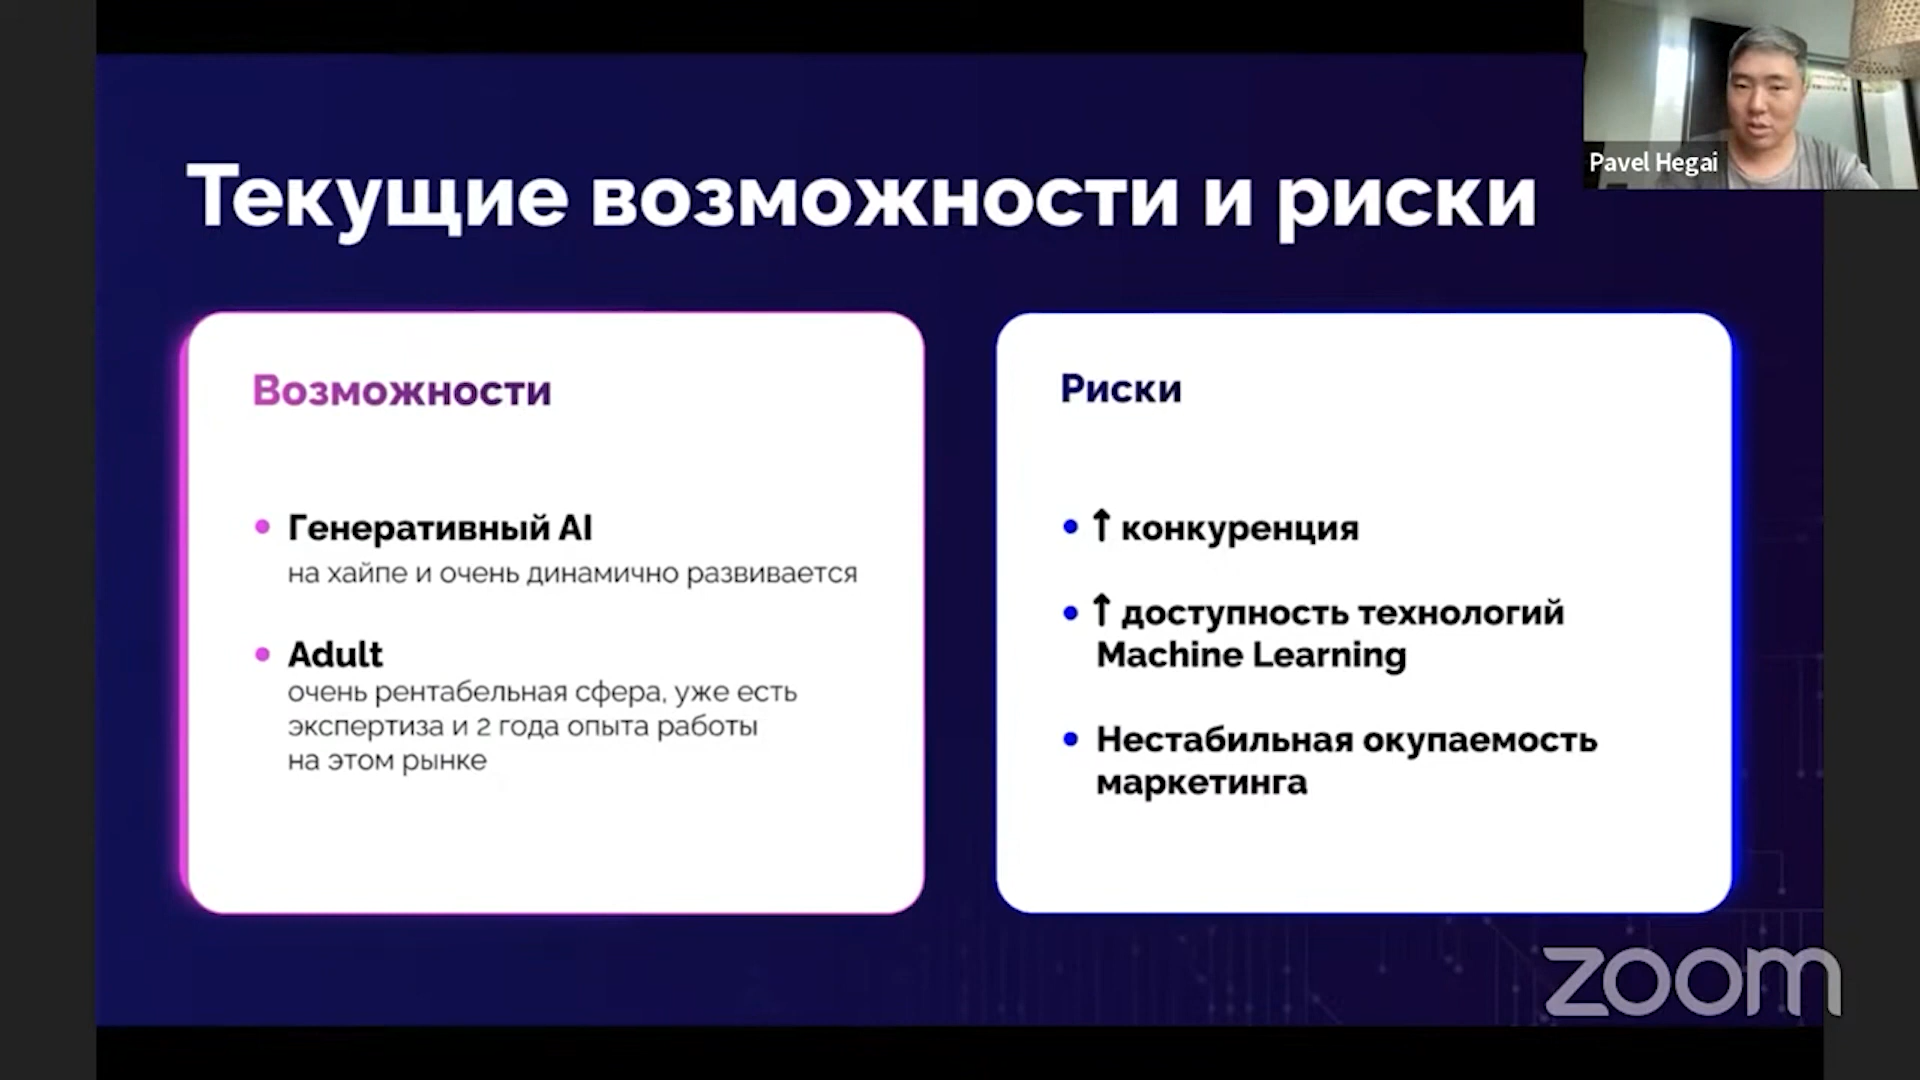 Pavel Hegai
Текущие возможности и риски
Возможности
• Генеративный AI
на хайпе и очень динамично развивается
• Adult
очень рентабельная сфера, уже есть
экспертиза и 2 года опыта работы
на этом рынке
Риски
• ↑ конкуренция
• ↑ доступность технологий
Machine Learning
• Нестабильная окупаемость
маркетинга
zoom